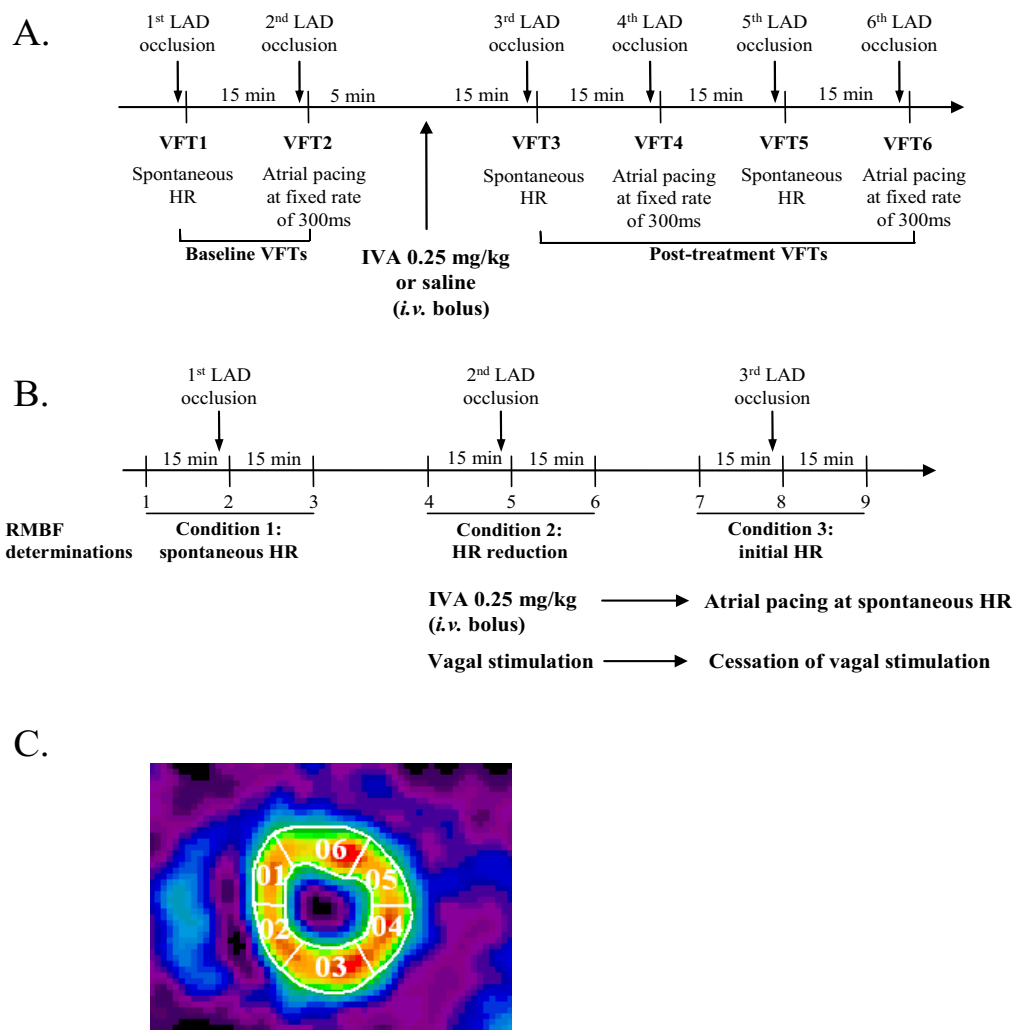 A.
1st LAD occlusion
2nd LAD occlusion
3rd LAD occlusion
4th LAD occlusion
5th LAD occlusion
6th LAD occlusion
15 min
5 min
15 min
15 min
15 min
15 min
VFT1
VFT2
VFT3
VFT4
VFT5
VFT6
Spontaneous HR
Atrial pacing at fixed rate of 300ms
Spontaneous HR
Atrial pacing at fixed rate of 300ms
Spontaneous HR
Atrial pacing at fixed rate of 300ms
Baseline VFTs
IVA 0.25 mg/kg
or saline
(i.v. bolus)
Post-treatment VFTs
B.
1st LAD occlusion
2nd LAD occlusion
3rd LAD occlusion
15 min
15 min
15 min
15 min
15 min
15 min
1
2
3
4
5
6
7
8
9
RMBF determinations
Condition 1: spontaneous HR
Condition 2: HR reduction
Condition 3: initial HR
IVA 0.25 mg/kg
(i.v. bolus)
Atrial pacing at spontaneous HR
Vagal stimulation
Cessation of vagal stimulation
C.
06
01
05
02
04
03